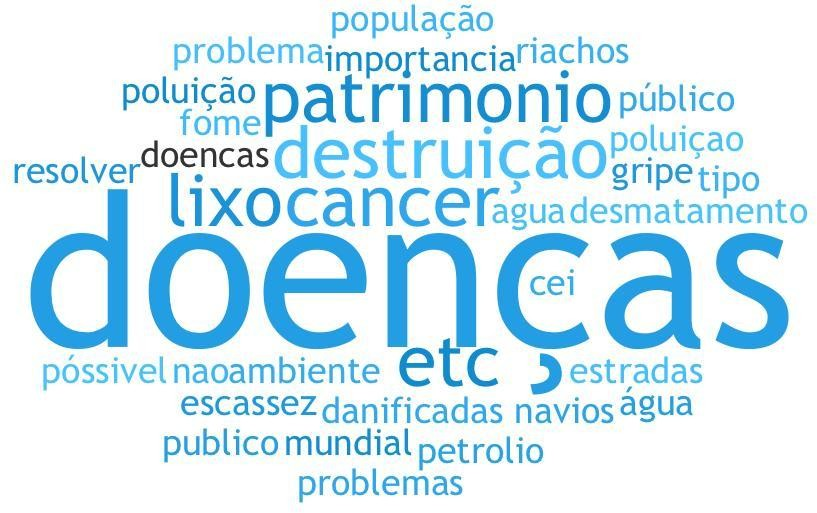 população
problema importancia riachos
poluição patrimonio público
fome destruição poluiçao
resolver doencas gripe tipo
lixo cancer agua desmatamento
doenças
cei
póssivel nao ambiente etc estradas
escassez danificadas navios água
publico mundial petrolio
problemas